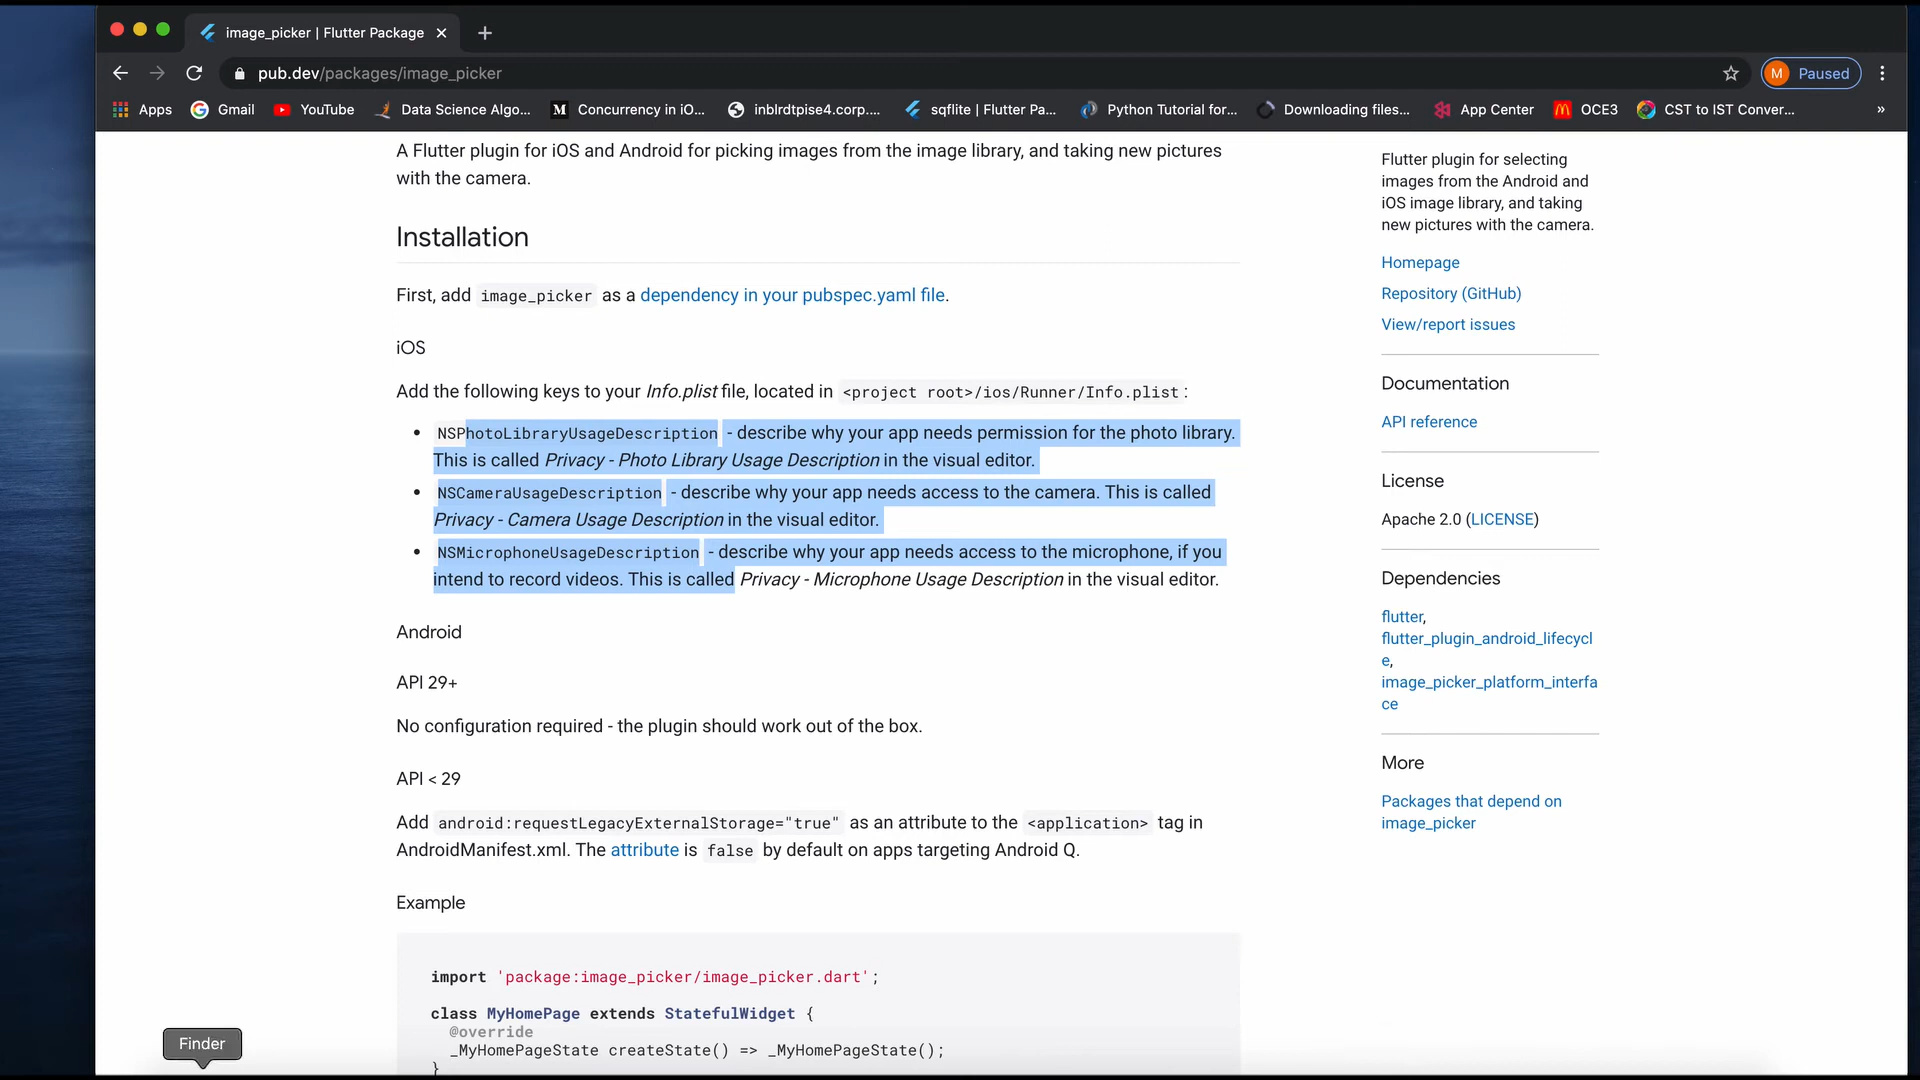 image_picker | Flutter Package
pub.dev/packages/image_picker
M Paused
Apps Gmail YouTube Data Science Algo... M Concurrency in iO... inblrdtpise4.corp.... sqflite | Flutter Pa... Python Tutorial for... Downloading files... App Center OCE3 CST to IST Conver... »
A Flutter plugin for iOS and Android for picking images from the image library, and taking new pictures
with the camera.
Installation
First, add image_picker as a dependency in your pubspec.yaml file.
iOS
Add the following keys to your Info.plist file, located in <project root>/ios/Runner/Info.plist :
• NSPhotoLibraryUsageDescription - describe why your app needs permission for the photo library.
This is called Privacy - Photo Library Usage Description in the visual editor.
• NSCameraUsageDescription - describe why your app needs access to the camera. This is called
Privacy - Camera Usage Description in the visual editor.
• NSMicrophoneUsageDescription - describe why your app needs access to the microphone, if you
intend to record videos. This is called Privacy - Microphone Usage Description in the visual editor.
Android
API 29+
No configuration required - the plugin should work out of the box.
API < 29
Add android:requestLegacyExternalStorage="true" as an attribute to the <application> tag in
AndroidManifest.xml. The attribute is false by default on apps targeting Android Q.
Example
import 'package:image_picker/image_picker.dart';
class MyHomePage extends StatefulWidget {
@override
_MyHomePageState createState() => _MyHomePageState();
}
Flutter plugin for selecting
images from the Android and
iOS image library, and taking
new pictures with the camera.
Homepage
Repository (GitHub)
View/report issues
Documentation
API reference
License
Apache 2.0 (LICENSE)
Dependencies
flutter,
flutter_plugin_android_lifecycl
e,
image_picker_platform_interfa
ce
More
Packages that depend on
image_picker
Finder